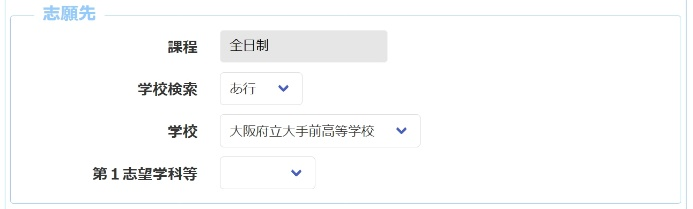 志願先
課程 全日制
学校検索 あ行
学校 大阪府立大手前高等学校
第１志望学科等